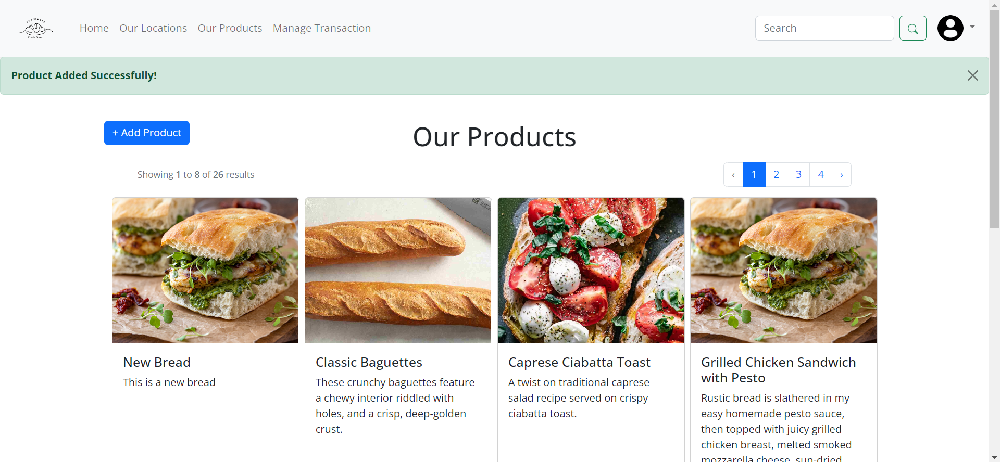 FRAWNCIE
Fresh Bread
Home Our Locations Our Products Manage Transaction
Search
Product Added Successfully!
+ Add Product
Our Products
Showing 1 to 8 of 26 results
‹ 1 2 3 4 ›
New Bread
This is a new bread
Classic Baguettes
These crunchy baguettes feature
a chewy interior riddled with
holes, and a crisp, deep-golden
crust.
Caprese Ciabatta Toast
A twist on traditional caprese
salad recipe served on crispy
ciabatta toast.
Grilled Chicken Sandwich
with Pesto
Rustic bread is slathered in my
easy homemade pesto sauce,
then topped with juicy grilled
chicken breast, melted smoked
mozzarella cheese, sun-dried